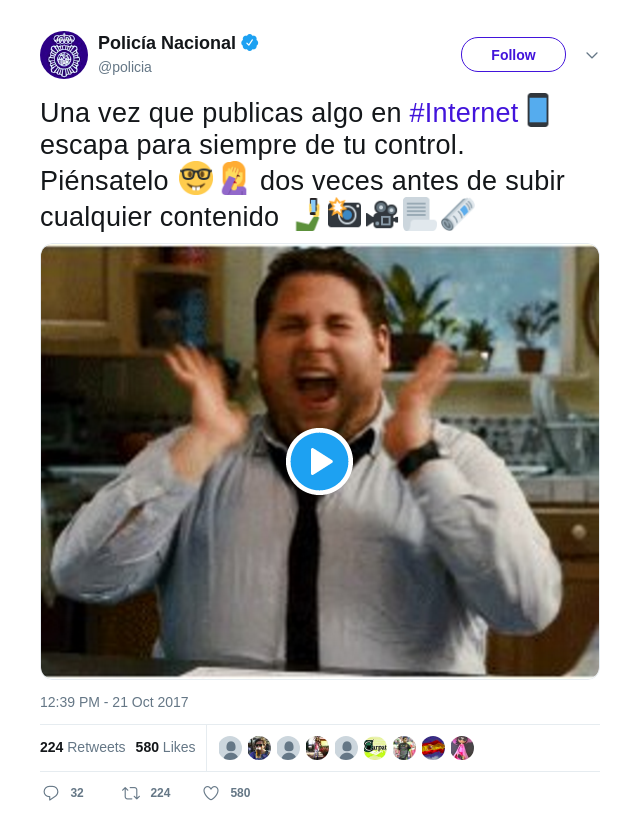 Policía Nacional
@policia
Follow
Una vez que publicas algo en #Internet
escapa para siempre de tu control.
Piénsatelo 🤓🤦 dos veces antes de subir
cualquier contenido 🤳📸🎥📃🗞
12:39 PM - 21 Oct 2017
224 Retweets 580 Likes
32 224 580